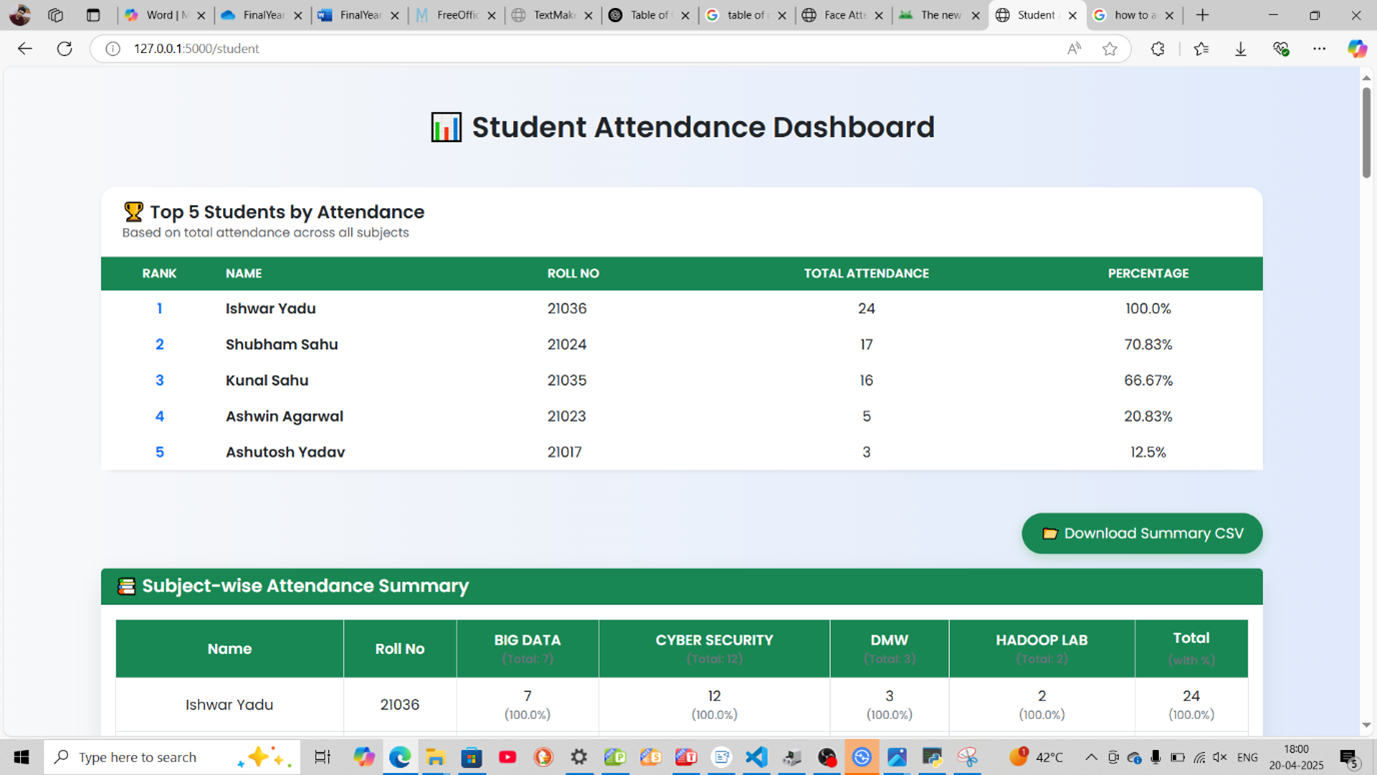 Word | M
FinalYear
FinalYear
FreeOffic
TextMake
Table of C
table of c
Face Atte
The new
Student A
how to a
127.0.0.1:5000/student
Student Attendance Dashboard
Top 5 Students by Attendance
Based on total attendance across all subjects
RANK NAME ROLL NO TOTAL ATTENDANCE PERCENTAGE
1 Ishwar Yadu 21036 24 100.0%
2 Shubham Sahu 21024 17 70.83%
3 Kunal Sahu 21035 16 66.67%
4 Ashwin Agarwal 21023 5 20.83%
5 Ashutosh Yadav 21017 3 12.5%
Download Summary CSV
Subject-wise Attendance Summary
Name Roll No BIG DATA CYBER SECURITY DMW HADOOP LAB Total
(Total: 7) (Total: 12) (Total: 3) (Total: 2) (with %)
Ishwar Yadu 21036 7 12 3 2 24
(100.0%) (100.0%) (100.0%) (100.0%) (100.0%)
Type here to search
1
42°C
ENG
18:00
20-04-2025
5